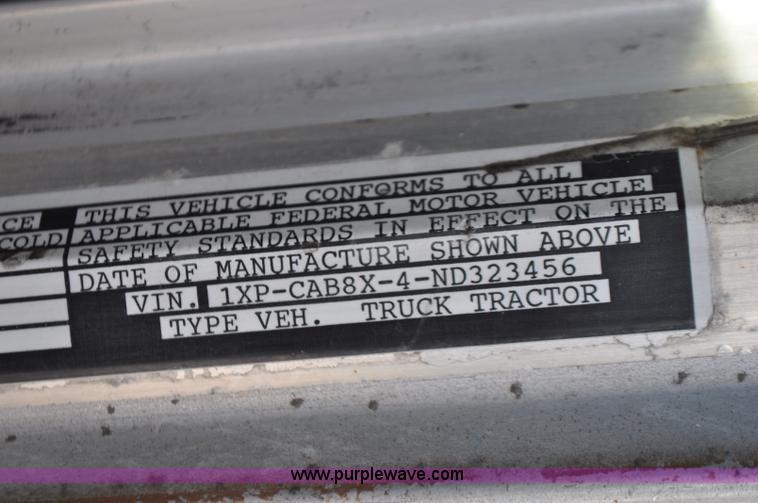 THIS VEHICLE CONFORMS TO ALL
CE APPLICABLE FEDERAL MOTOR VEHICLE
COLD SAFETY STANDARDS IN EFFECT ON THE
DATE OF MANUFACTURE SHOWN ABOVE
VIN. 1XP-CAB8X-4-ND323456
TYPE VEH. TRUCK TRACTOR
www.purplewave.com